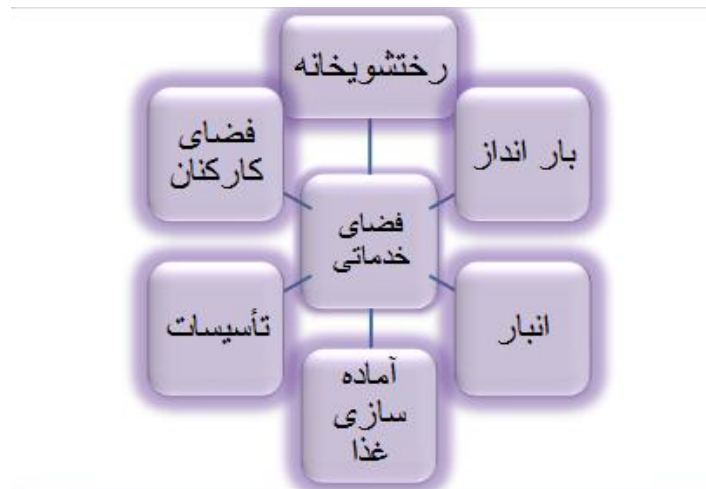 رختشویخانه
بار انداز
فضای
کارکنان
فضای
خدماتی
انبار
تأسیسات
آماده
سازی
غذا